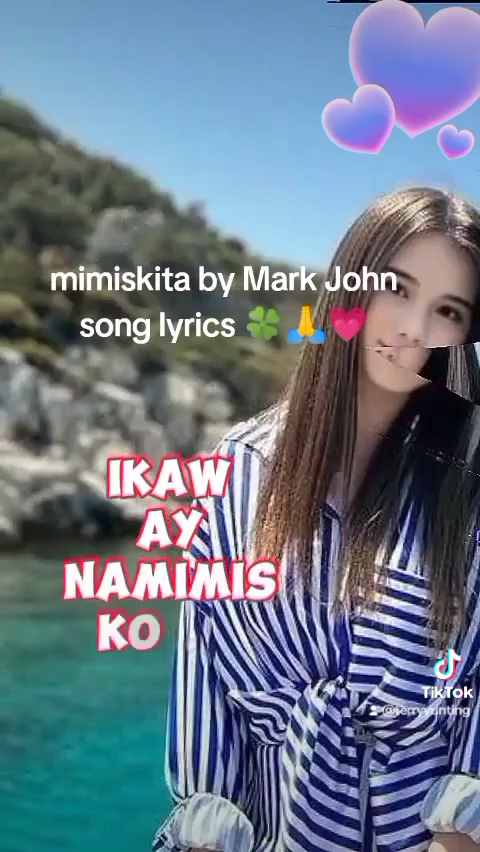 mimiskita by Mark John
song lyrics 🍀🙏💗
IKAW
AY
NAMIMIS
KO
TikTok